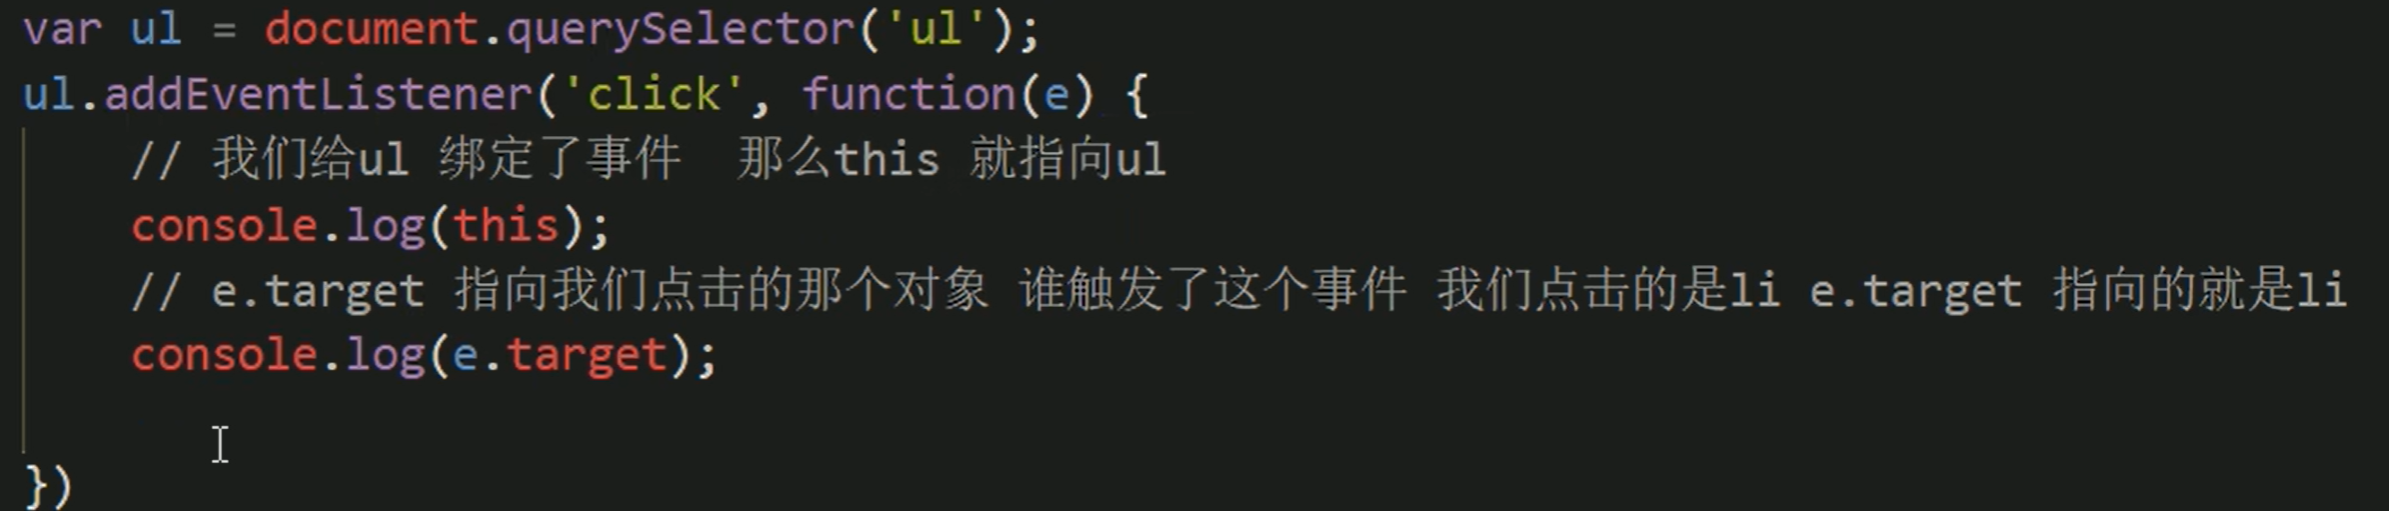 var ul = document.querySelector('ul');
ul.addEventListener('click', function(e) {
// 我们给ul 绑定了事件  那么this 就指向ul
console.log(this);
// e.target 指向我们点击的那个对象 谁触发了这个事件 我们点击的是li e.target 指向的就是li
console.log(e.target);
})